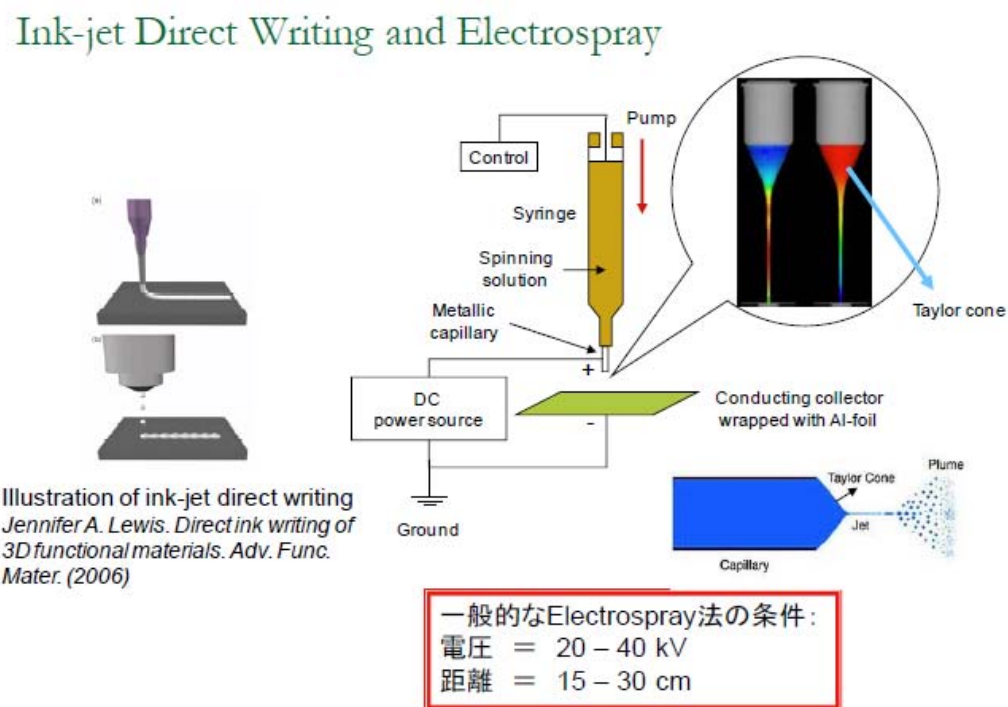 Ink-jet Direct Writing and Electrospray
(a)
(b)
Illustration of ink-jet direct writing
Jennifer A. Lewis. Direct ink writing of
3D functional materials. Adv. Func.
Mater. (2006)
Control
Pump
Syringe
Spinning
solution
Metallic
capillary
+
DC
power source
-
Ground
Conducting collector
wrapped with Al-foil
Taylor cone
Taylor Cone
Plume
Jet
Capillary
一般的なElectrospray法の条件:
電圧 = 20 – 40 kV
距離 = 15 – 30 cm